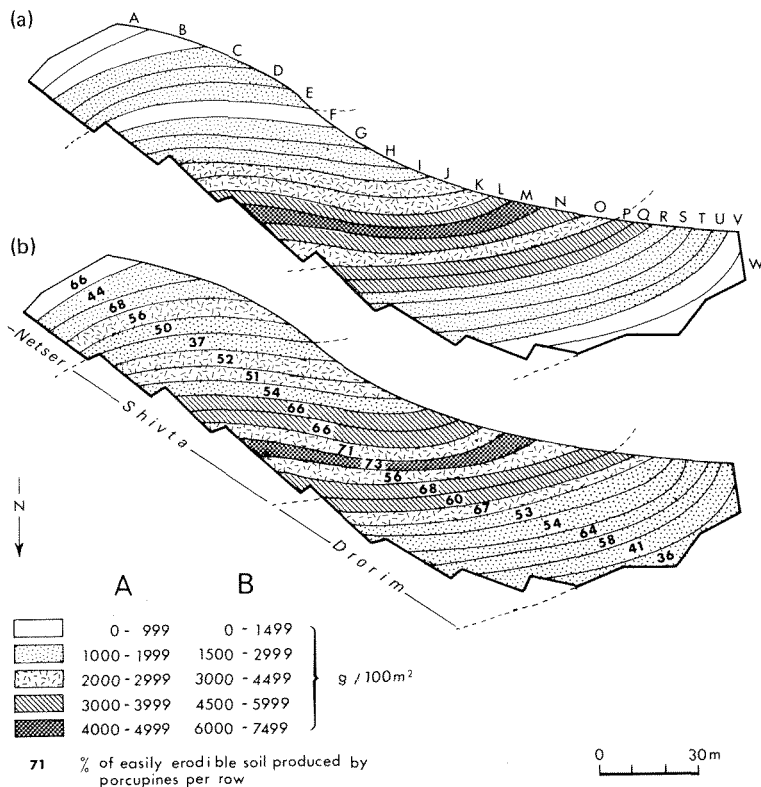 (a)
A B C D E F G H I J K L M N O P Q R S T U V W
(b)
66
44
68
56
50
37
52
51
54
66
66
71
73
56
68
60
67
53
54
64
58
41
36
Netser Shivta Drorim
N
A B
0 - 999 0 - 1499
1000 - 1999 1500 - 2999
2000 - 2999 3000 - 4499
3000 - 3999 4500 - 5999
4000 - 4999 6000 - 7499
g / 100m²
71 % of easily erodible soil produced by
porcupines per row
0 30m